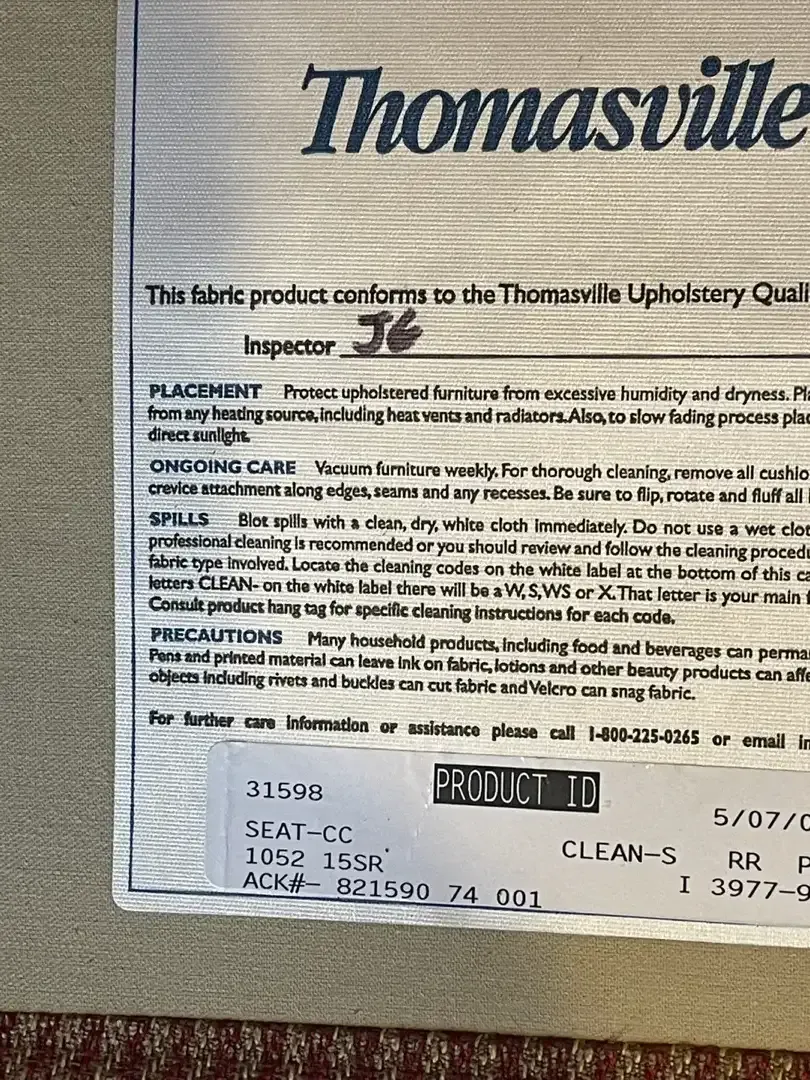 Thomasville
This fabric product conforms to the Thomasville Upholstery Quali
Inspector JG
PLACEMENT Protect upholstered furniture from excessive humidity and dryness. Pla
from any heating source, including heat vents and radiators. Also, to slow fading process plac
direct sunlight.
ONGOING CARE Vacuum furniture weekly. For thorough cleaning, remove all cushio
crevice attachment along edges, seams and any recesses. Be sure to flip, rotate and fluff all
SPILLS Blot spills with a clean, dry, white cloth immediately. Do not use a wet clot
professional cleaning is recommended or you should review and follow the cleaning procedu
fabric type involved. Locate the cleaning codes on the white label at the bottom of this ca
letters CLEAN- on the white label there will be a W, S, WS or X. That letter is your main f
Consult product hang tag for specific cleaning instructions for each code.
PRECAUTIONS Many household products, including food and beverages can perma
Pens and printed material can leave ink on fabric, lotions and other beauty products can affe
objects including rivets and buckles can cut fabric and Velcro can snag fabric.
For further care information or assistance please call 1-800-225-0265 or email in
31598 PRODUCT ID 5/07/0
SEAT-CC CLEAN-S RR P
1052 15SR I 3977-9
ACK#- 821590 74 001